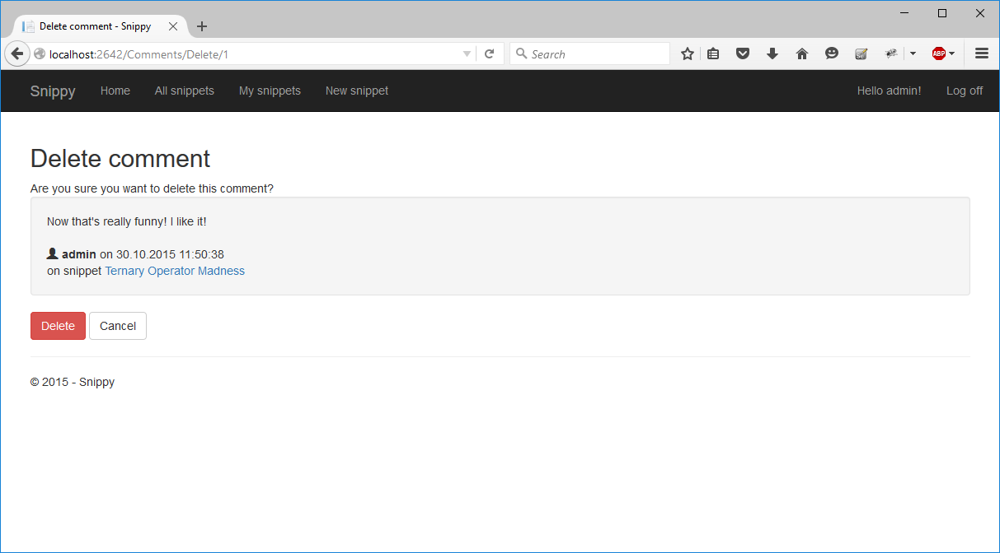 Delete comment - Snippy
localhost:2642/Comments/Delete/1
Search
ABP
Snippy Home All snippets My snippets New snippet Hello admin! Log off
Delete comment
Are you sure you want to delete this comment?
Now that's really funny! I like it!
admin on 30.10.2015 11:50:38
on snippet Ternary Operator Madness
Delete Cancel
© 2015 - Snippy